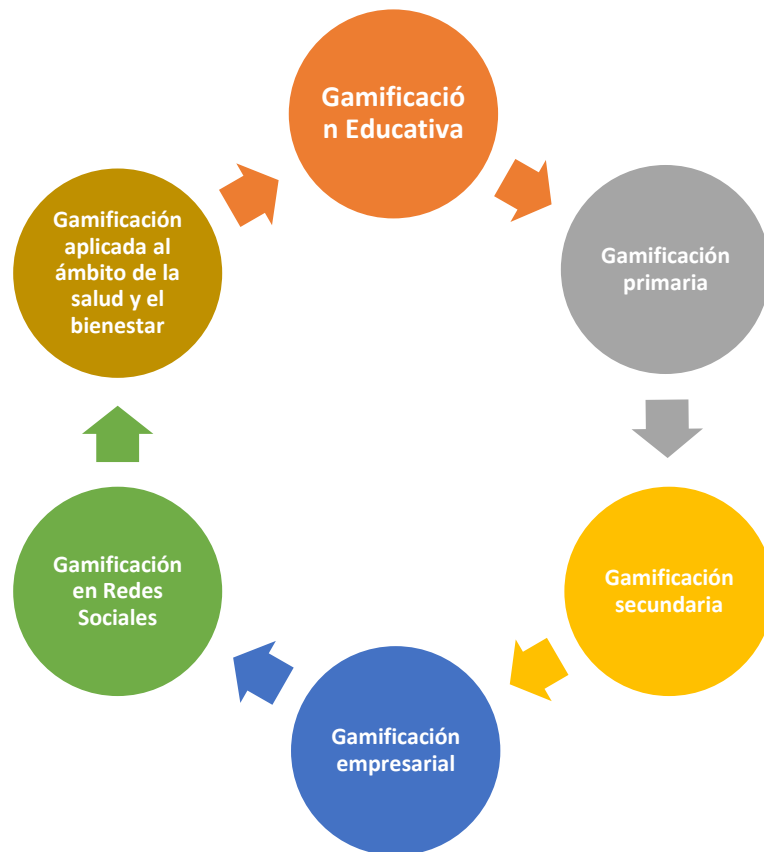 Gamificació
n Educativa
Gamificación
primaria
Gamificación
secundaria
Gamificación
empresarial
Gamificación
en Redes
Sociales
Gamificación
aplicada al
ámbito de la
salud y el
bienestar